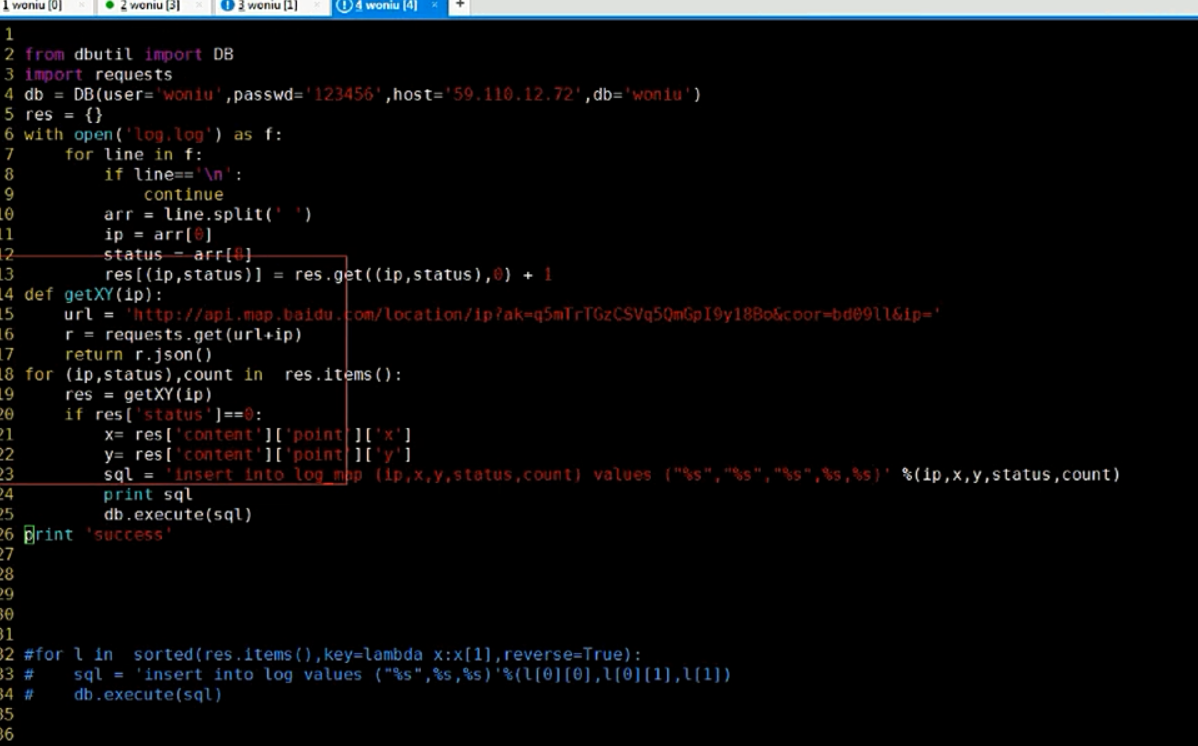 1 woniu [0] × 2 woniu [3] × 3 woniu [1] × 4 woniu [4] × +
1
2 from dbutil import DB
3 import requests
4 db = DB(user='woniu',passwd='123456',host='59.110.12.72',db='woniu')
5 res = {}
6 with open('log.log') as f:
7     for line in f:
8         if line=='\n':
9             continue
10         arr = line.split(' ')
11         ip = arr[0]
12         status = arr[8]
13         res[(ip,status)] = res.get((ip,status),0) + 1
14 def getXY(ip):
15     url = 'http://api.map.baidu.com/location/ip?ak=q5mTrTGzCSVq5QmGpI9y18Bo&coor=bd09ll&ip='
16     r = requests.get(url+ip)
17     return r.json()
18 for (ip,status),count in  res.items():
19     res = getXY(ip)
20     if res['status']==0:
21         x= res['content']['point']['x']
22         y= res['content']['point']['y']
23         sql = 'insert into log_map (ip,x,y,status,count) values ("%s","%s","%s",%s,%s)' %(ip,x,y,status,count)
24         print sql
25         db.execute(sql)
26 print 'success'
27
28
29
30
31
32 #for l in  sorted(res.items(),key=lambda x:x[1],reverse=True):
33 #    sql = 'insert into log values ("%s",%s,%s)'%(l[0][0],l[0][1],l[1])
34 #    db.execute(sql)
35
36